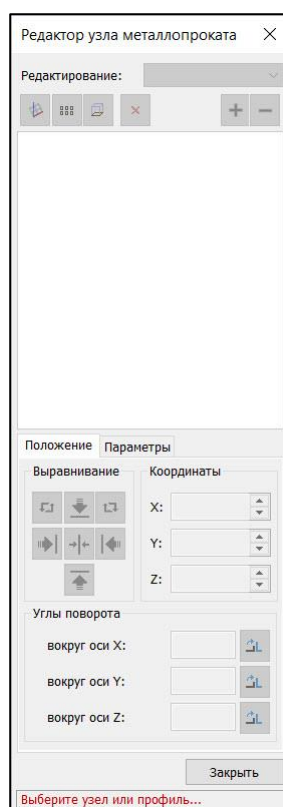 Редактор узла металлопроката
Редактирование:
Положение Параметры
Выравнивание Координаты
X:
Y:
Z:
Углы поворота
вокруг оси X:
вокруг оси Y:
вокруг оси Z:
Закрыть
Выберите узел или профиль...